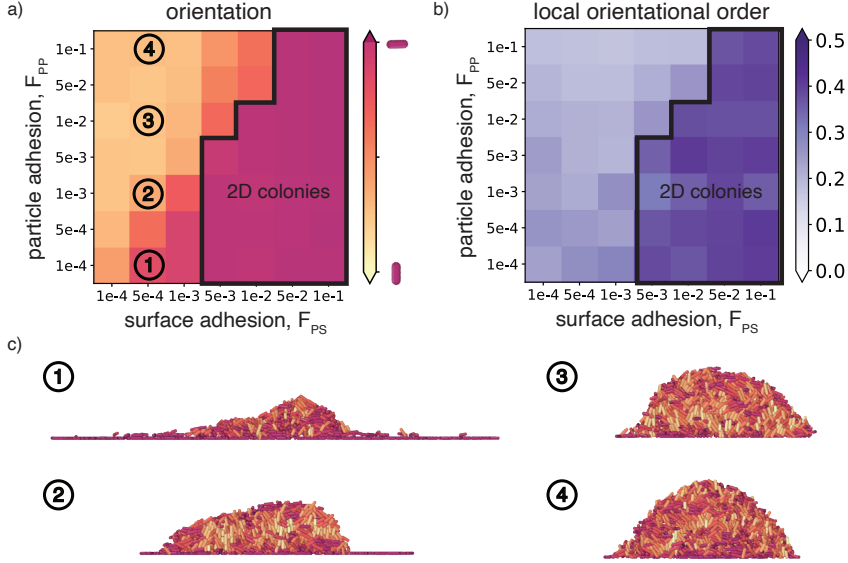 a)
orientation
particle adhesion, F_PP
1e-1
5e-2
1e-2
5e-3
1e-3
5e-4
1e-4
4
3
2
1
2D colonies
1e-4 5e-4 1e-3 5e-3 1e-2 5e-2 1e-1
surface adhesion, F_PS
b)
local orientational order
particle adhesion, F_PP
1e-1
5e-2
1e-2
5e-3
1e-3
5e-4
1e-4
2D colonies
1e-4 5e-4 1e-3 5e-3 1e-2 5e-2 1e-1
surface adhesion, F_PS
0.5
0.4
0.3
0.2
0.1
0.0
c)
1
2
3
4